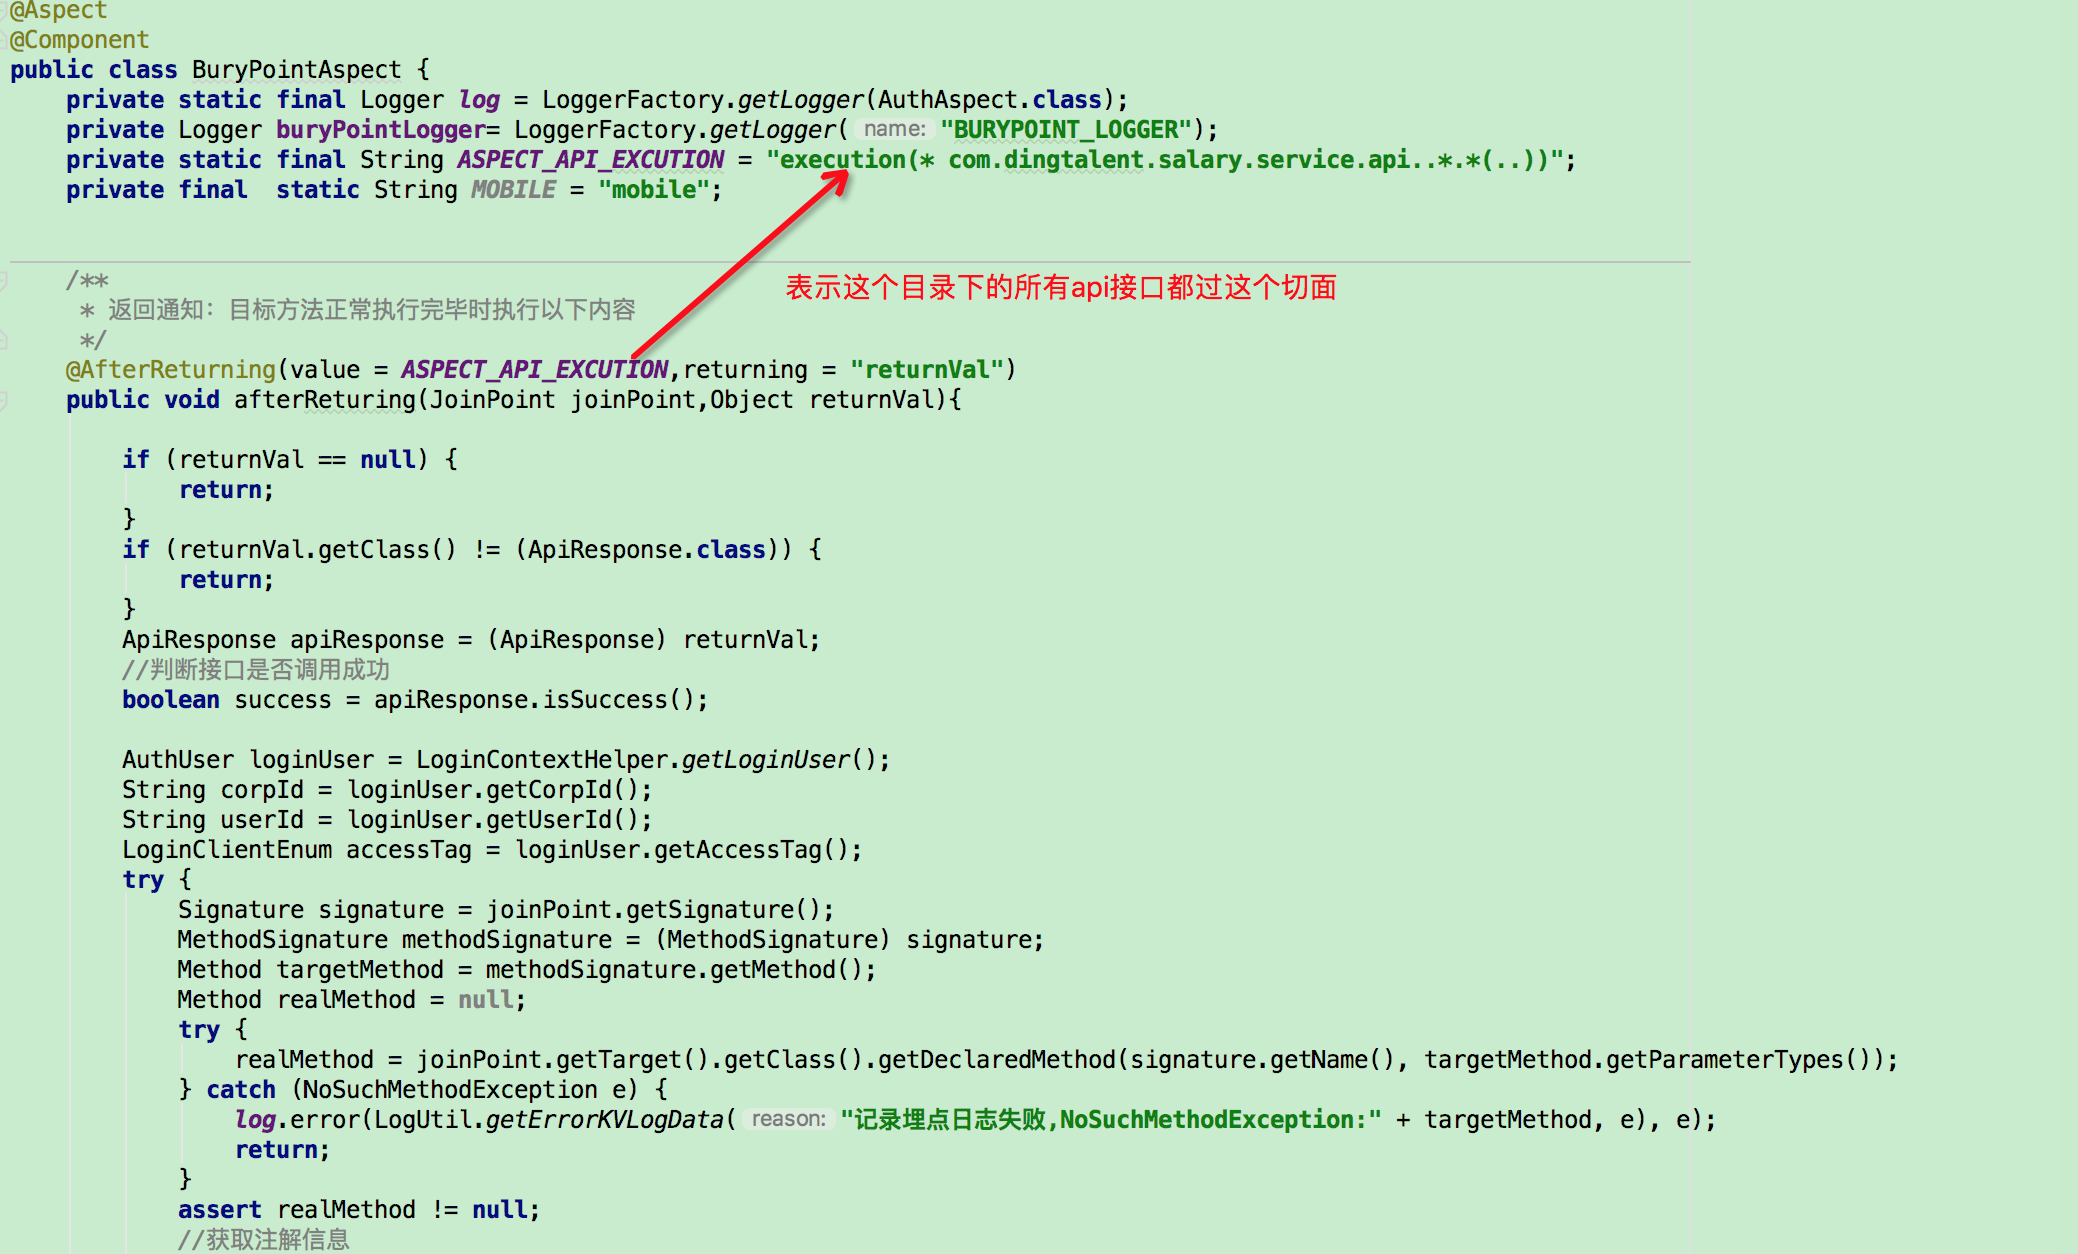 @Aspect
@Component
public class BuryPointAspect {
private static final Logger log = LoggerFactory.getLogger(AuthAspect.class);
private Logger buryPointLogger= LoggerFactory.getLogger( name: "BURYPOINT_LOGGER");
private static final String ASPECT_API_EXCUTION = "execution(* com.dingtalent.salary.service.api..*.*(..))";
private final  static String MOBILE = "mobile";
/**
表示这个目录下的所有api接口都过这个切面
* 返回通知：目标方法正常执行完毕时执行以下内容
*/
@AfterReturning(value = ASPECT_API_EXCUTION,returning = "returnVal")
public void afterReturing(JoinPoint joinPoint,Object returnVal){
if (returnVal == null) {
return;
}
if (returnVal.getClass() != (ApiResponse.class)) {
return;
}
ApiResponse apiResponse = (ApiResponse) returnVal;
//判断接口是否调用成功
boolean success = apiResponse.isSuccess();
AuthUser loginUser = LoginContextHelper.getLoginUser();
String corpId = loginUser.getCorpId();
String userId = loginUser.getUserId();
LoginClientEnum accessTag = loginUser.getAccessTag();
try {
Signature signature = joinPoint.getSignature();
MethodSignature methodSignature = (MethodSignature) signature;
Method targetMethod = methodSignature.getMethod();
Method realMethod = null;
try {
realMethod = joinPoint.getTarget().getClass().getDeclaredMethod(signature.getName(), targetMethod.getParameterTypes());
} catch (NoSuchMethodException e) {
log.error(LogUtil.getErrorKVLogData( reason: "记录埋点日志失败,NoSuchMethodException:" + targetMethod, e), e);
return;
}
assert realMethod != null;
//获取注解信息